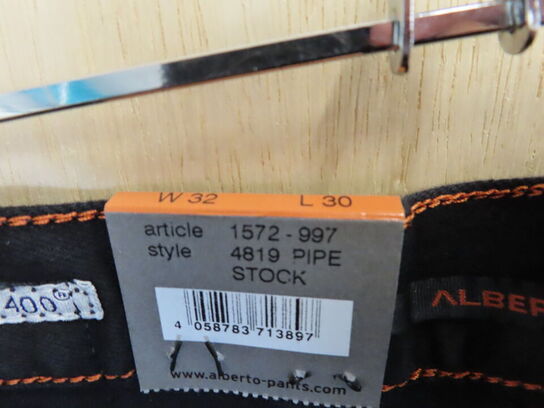 W 32 L 30
article 1572-997
style 4819 PIPE
STOCK
4 058783 713897
www.alberto-pants.com
400
ALBER